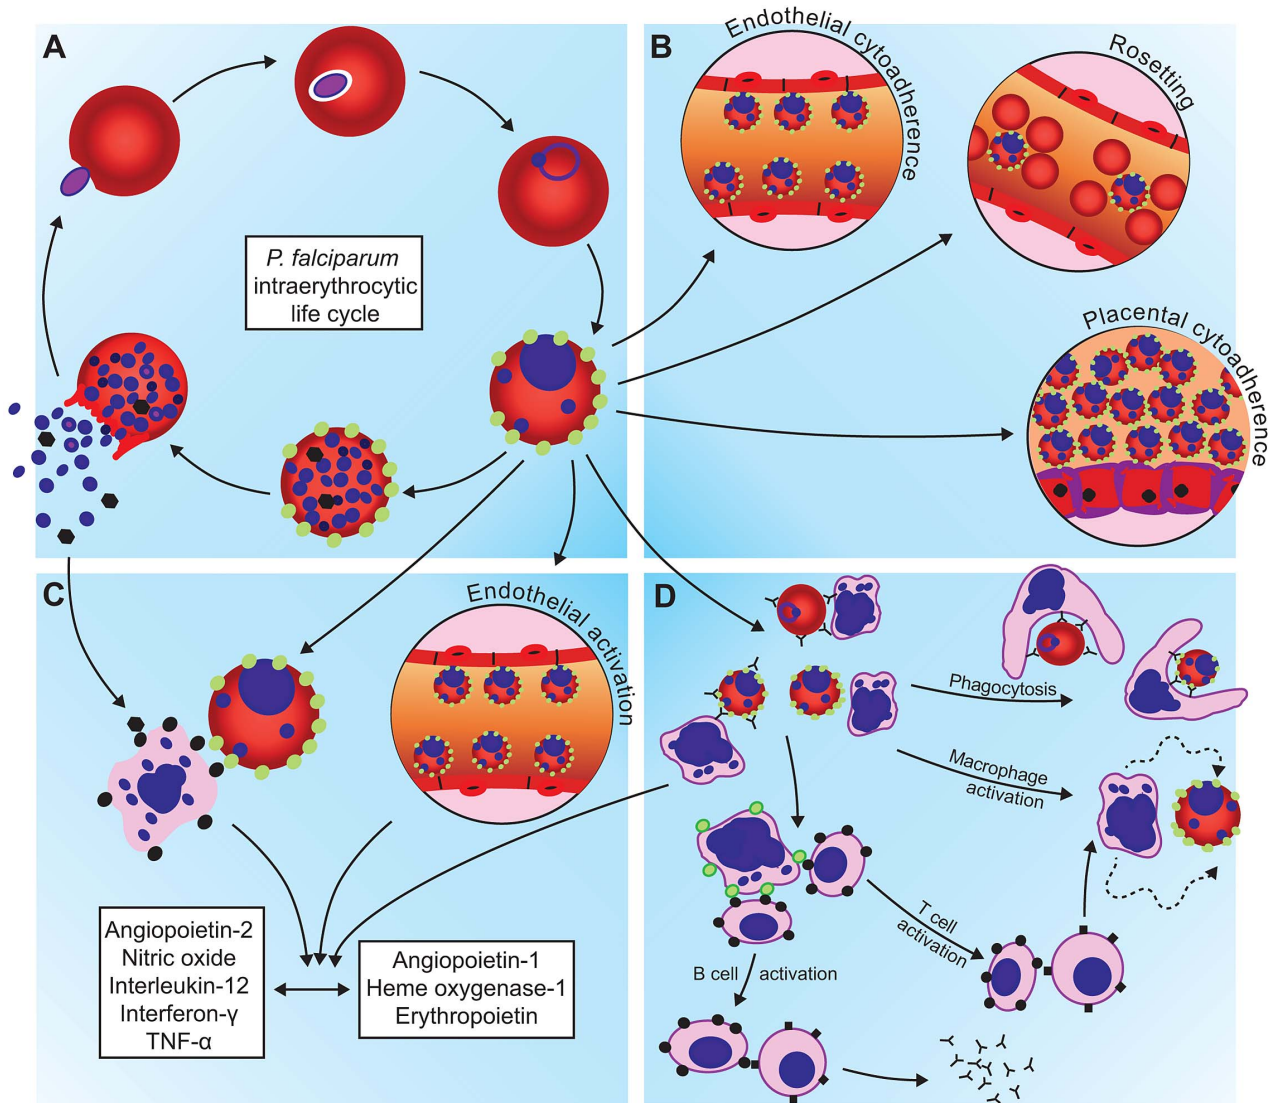 A
P. falciparum
intraerythrocytic
life cycle
B
Endothelial cytoadherence
Rosetting
Placental cytoadherence
C
Endothelial activation
Angiopoietin-2
Nitric oxide
Interleukin-12
Interferon-γ
TNF-α
Angiopoietin-1
Heme oxygenase-1
Erythropoietin
D
Phagocytosis
Macrophage
activation
T cell
activation
B cell activation